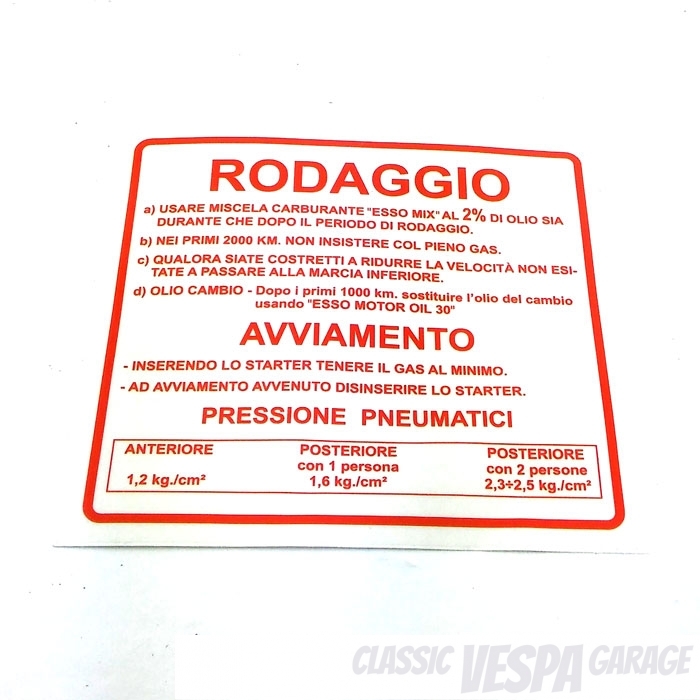 RODAGGIO
a) USARE MISCELA CARBURANTE "ESSO MIX" AL 2% DI OLIO SIA
DURANTE CHE DOPO IL PERIODO DI RODAGGIO.
b) NEI PRIMI 2000 KM. NON INSISTERE COL PIENO GAS.
c) QUALORA SIATE COSTRETTI A RIDURRE LA VELOCITÀ NON ESI-
TATE A PASSARE ALLA MARCIA INFERIORE.
d) OLIO CAMBIO - Dopo i primi 1000 km. sostituire l'olio del cambio
usando "ESSO MOTOR OIL 30"
AVVIAMENTO
- INSERENDO LO STARTER TENERE IL GAS AL MINIMO.
- AD AVVIAMENTO AVVENUTO DISINSERIRE LO STARTER.
PRESSIONE PNEUMATICI
ANTERIORE POSTERIORE POSTERIORE
con 1 persona con 2 persone
1,2 kg./cm² 1,6 kg./cm² 2,3÷2,5 kg./cm²
CLASSIC VESPA GARAGE